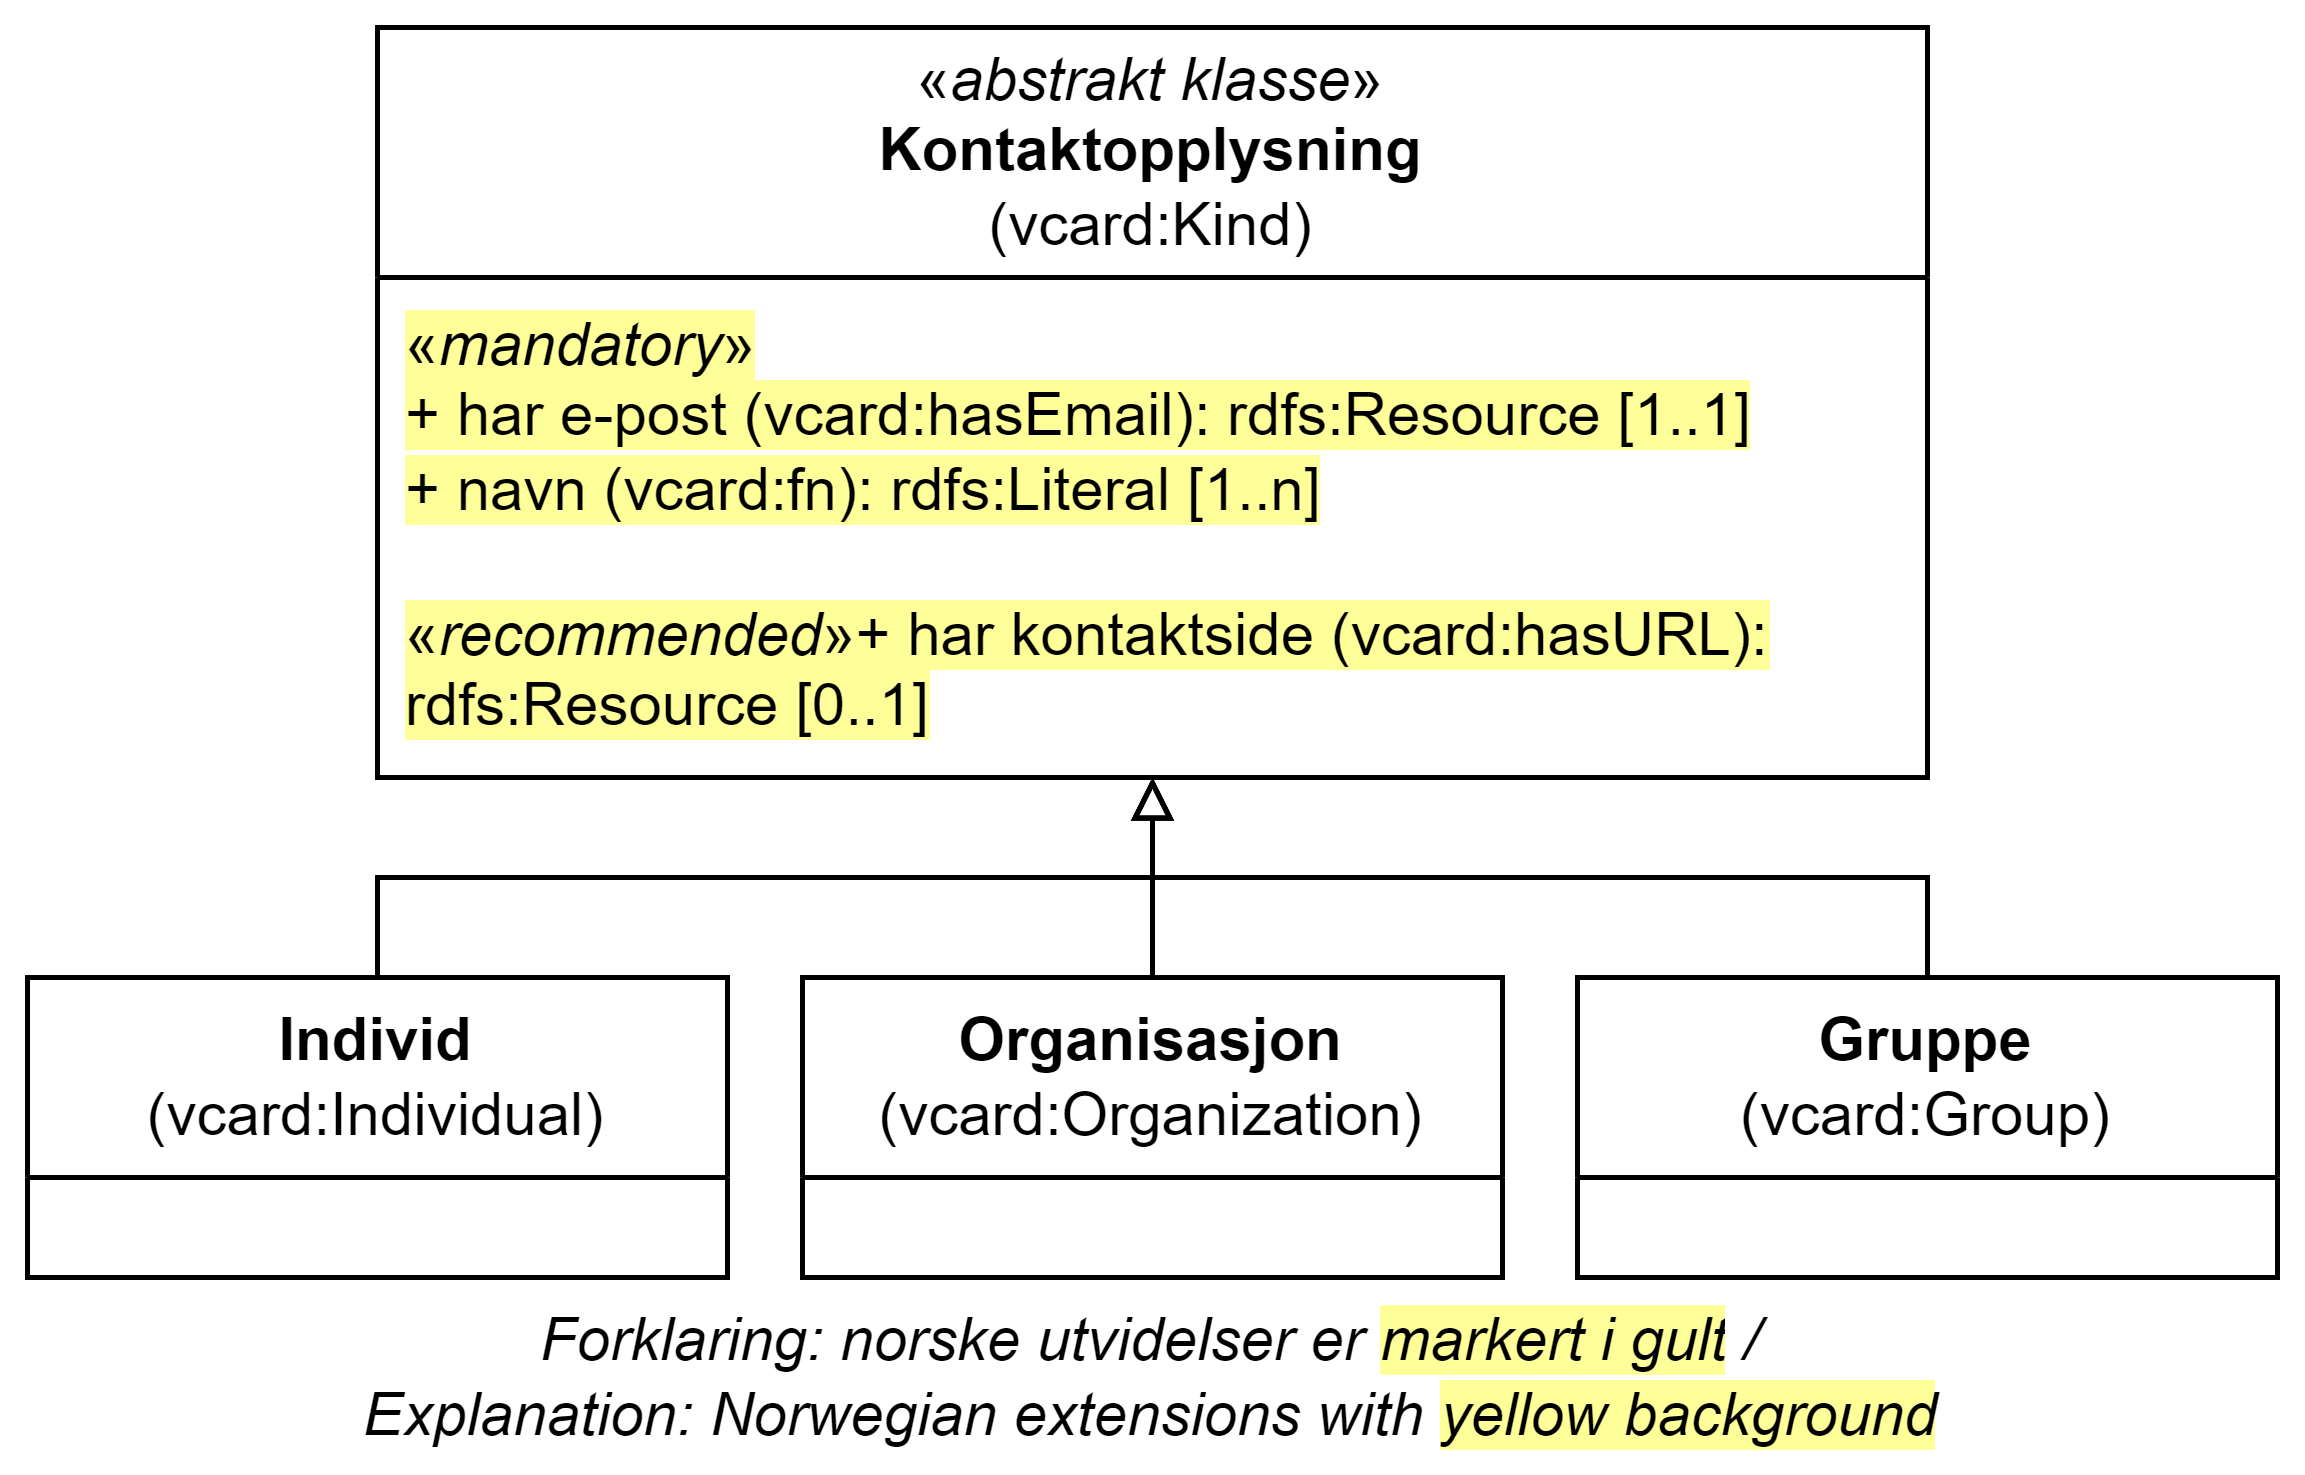 «abstrakt klasse»
Kontaktopplysning
(vcard:Kind)
«mandatory»
+ har e-post (vcard:hasEmail): rdfs:Resource [1..1]
+ navn (vcard:fn): rdfs:Literal [1..n]
«recommended»+ har kontaktside (vcard:hasURL):
rdfs:Resource [0..1]
Individ
(vcard:Individual)
Organisasjon
(vcard:Organization)
Gruppe
(vcard:Group)
Forklaring: norske utvidelser er markert i gult /
Explanation: Norwegian extensions with yellow background